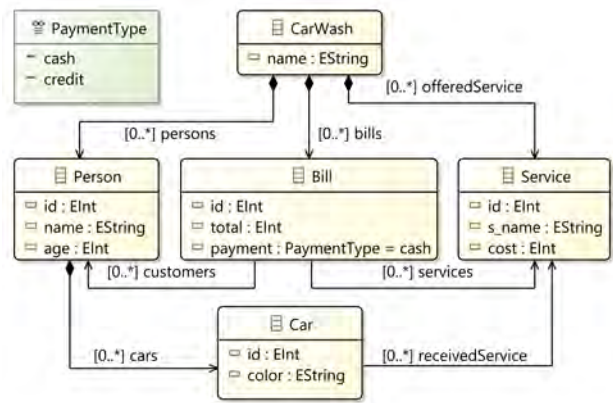 PaymentType
cash
credit
CarWash
name : EString
[0..*] offeredService
[0..*] persons
[0..*] bills
Person
id : EInt
name : EString
age : EInt
Bill
id : EInt
total : EInt
payment : PaymentType = cash
Service
id : EInt
s_name : EString
cost : EInt
[0..*] customers
[0..*] services
Car
id : EInt
color : EString
[0..*] cars
[0..*] receivedService